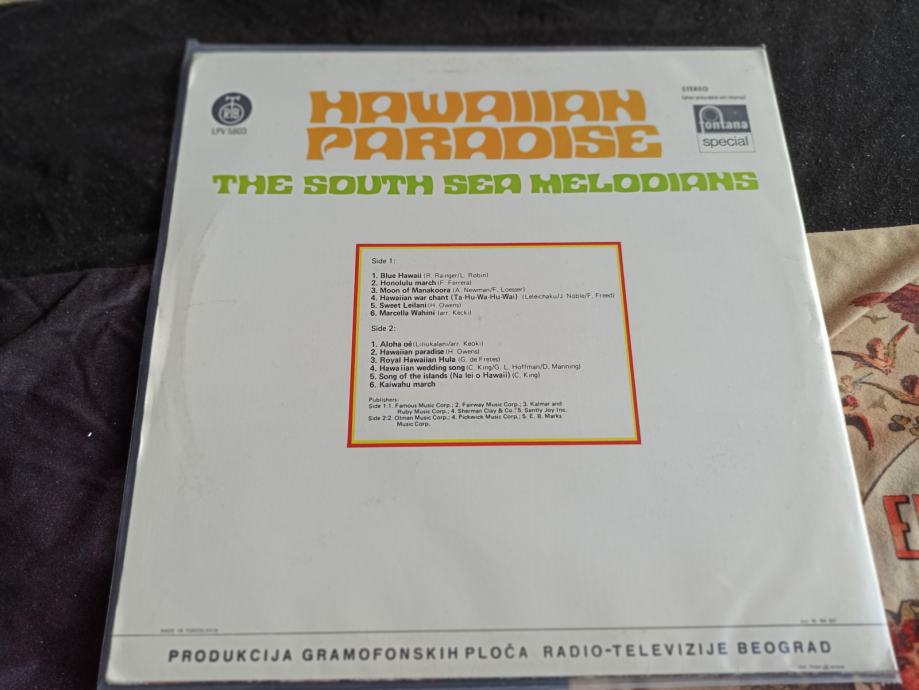 HAWAIIAN
PARADISE
THE SOUTH SEA MELODIANS
LPV 5803
STEREO
fontana
special
Side 1:
1. Blue Hawaii (R. Rainger/L. Robin)
2. Honolulu march (F. Ferrera)
3. Moon of Manakoora (A. Newman/F. Loesser)
4. Hawaiian war chant (Ta-Hu-Wa-Hu-Wai) (Leleichaku/J. Noble/F. Freed)
5. Sweet Leilani (H. Owens)
6. Marcella Wahini (arr. Kecki)
Side 2:
1. Aloha oé (Liliukalani/arr. Keoki)
2. Hawaiian paradise (H. Owens)
3. Royal Hawaiian Hula (G. de Fretes)
4. Hawaiian wedding song (C. King/G. L. Hoffman/D. Manning)
5. Song of the islands (Na lei o Hawaii) (C. King)
6. Kaiwahu march
Publishers:
Side 1:1. Famous Music Corp.; 2. Fairway Music Corp.; 3. Kalmar and
Ruby Music Corp.; 4. Sherman Clay & Co.; 5. Santly Joy Inc.
Side 2:2. Olman Music Corp.; 4. Pickwick Music Corp.; 5. E. B. Marks
Music Corp.
MADE IN YUGOSLAVIA
PRODUKCIJA GRAMOFONSKIH PLOČA RADIO-TELEVIZIJE BEOGRAD